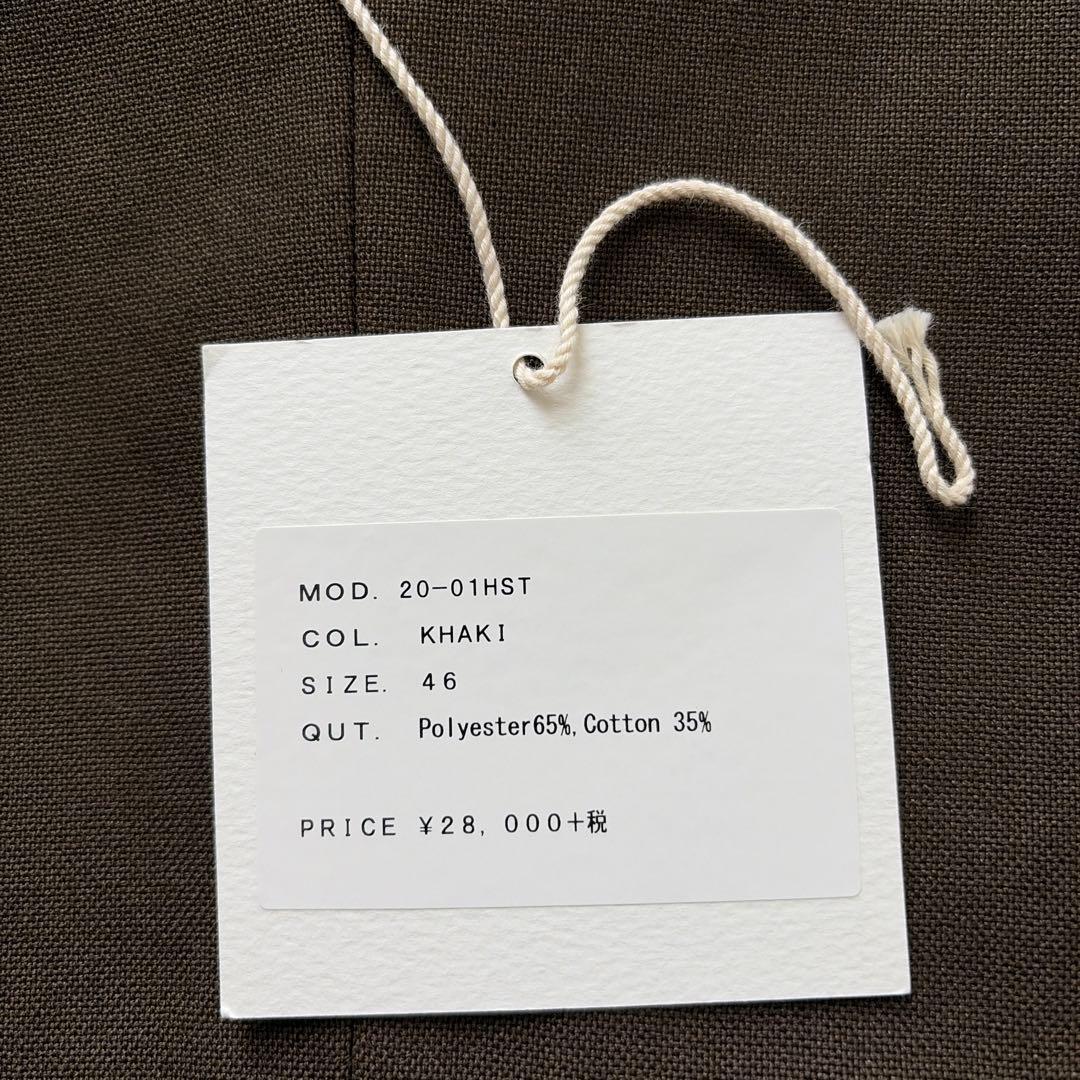 MOD. 20-01HST
COL. KHAKI
SIZE. 46
QUT. Polyester65%,Cotton 35%
PRICE ¥28,000+税